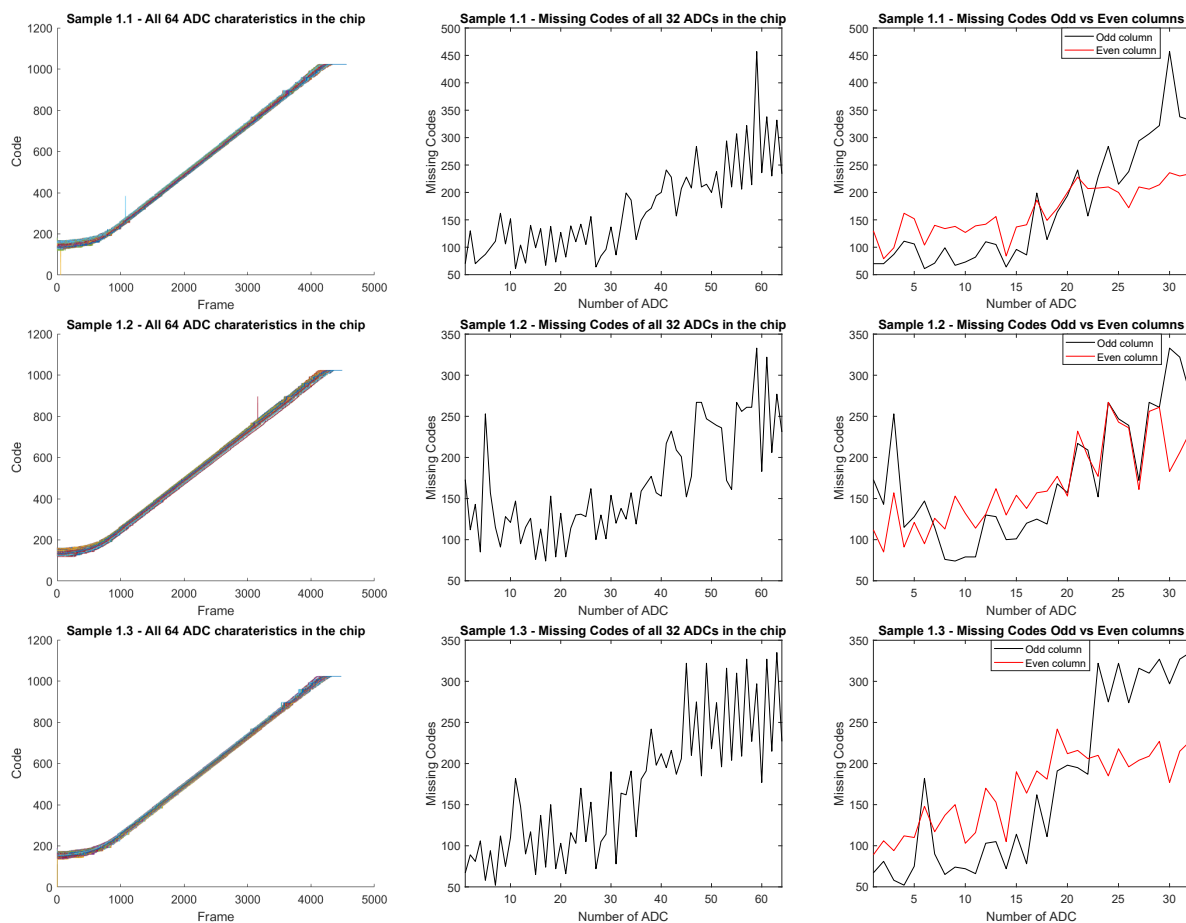 Sample 1.1 - All 64 ADC charateristics in the chip
1200
1000
800
600
400
200
0
Code
0 1000 2000 3000 4000 5000
Frame
Sample 1.1 - Missing Codes of all 32 ADCs in the chip
500
450
400
350
300
250
200
150
100
50
Missing Codes
10 20 30 40 50 60
Number of ADC
Sample 1.1 - Missing Codes Odd vs Even columns
Odd column
Even column
500
450
400
350
300
250
200
150
100
50
Missing Codes
5 10 15 20 25 30
Number of ADC
Sample 1.2 - All 64 ADC charateristics in the chip
1200
1000
800
600
400
200
0
Code
0 1000 2000 3000 4000 5000
Frame
Sample 1.2 - Missing Codes of all 32 ADCs in the chip
350
300
250
200
150
100
50
Missing Codes
10 20 30 40 50 60
Number of ADC
Sample 1.2 - Missing Codes Odd vs Even columns
Odd column
Even column
350
300
250
200
150
100
50
Missing Codes
5 10 15 20 25 30
Number of ADC
Sample 1.3 - All 64 ADC charateristics in the chip
1200
1000
800
600
400
200
0
Code
0 1000 2000 3000 4000 5000
Frame
Sample 1.3 - Missing Codes of all 32 ADCs in the chip
350
300
250
200
150
100
50
Missing Codes
10 20 30 40 50 60
Number of ADC
Sample 1.3 - Missing Codes Odd vs Even columns
Odd column
Even column
350
300
250
200
150
100
50
Missing Codes
5 10 15 20 25 30
Number of ADC